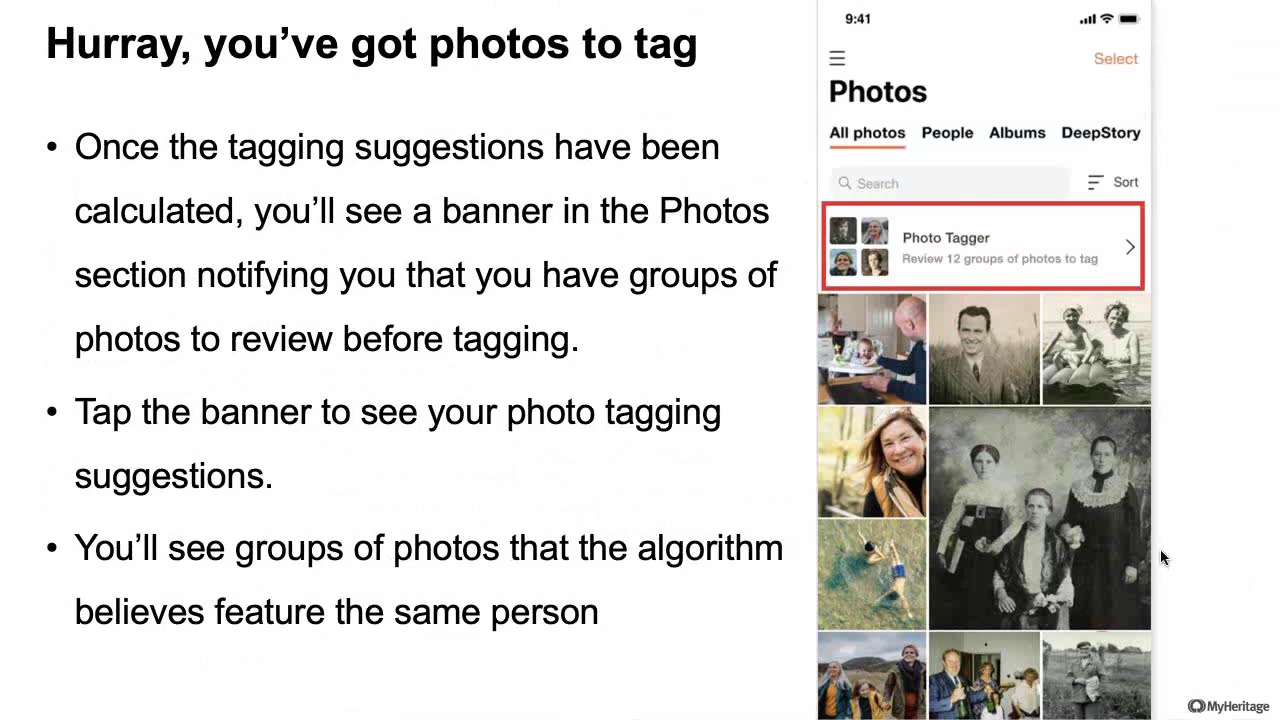 Hurray, you’ve got photos to tag
• Once the tagging suggestions have been
calculated, you’ll see a banner in the Photos
section notifying you that you have groups of
photos to review before tagging.
• Tap the banner to see your photo tagging
suggestions.
• You’ll see groups of photos that the algorithm
believes feature the same person
9:41
Select
Photos
All photos People Albums DeepStory
Search Sort
Photo Tagger
Review 12 groups of photos to tag
MyHeritage